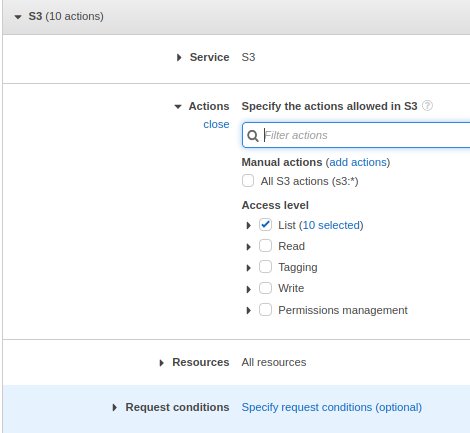 S3 (10 actions)
Service S3
Actions Specify the actions allowed in S3 ?
close
Filter actions
Manual actions (add actions)
All S3 actions (s3:*)
Access level
List (10 selected)
Read
Tagging
Write
Permissions management
Resources All resources
Request conditions Specify request conditions (optional)